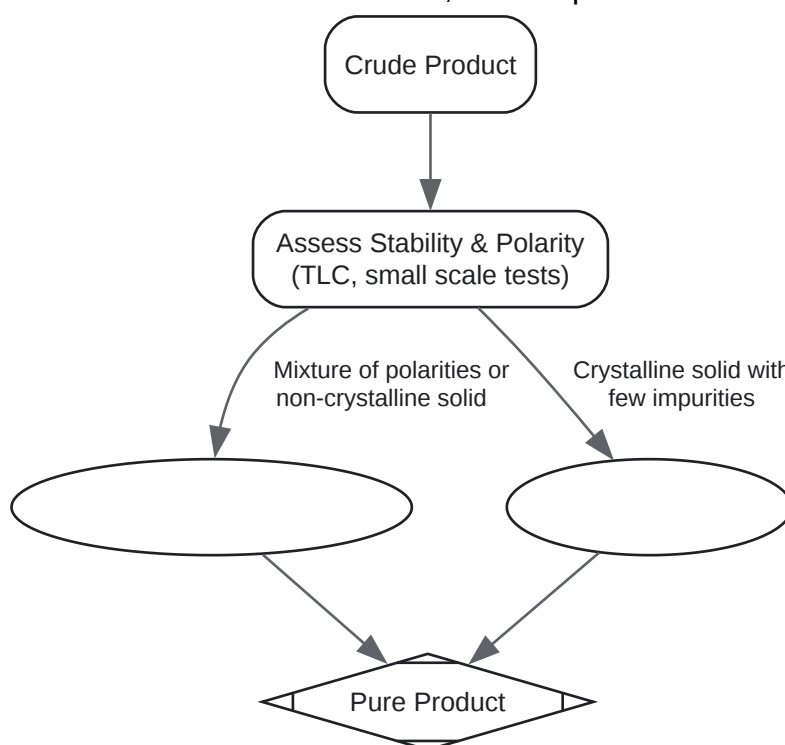 Crude Product
Assess Stability & Polarity
(TLC, small scale tests)
Mixture of polarities or
non-crystalline solid
Crystalline solid with
few impurities
Pure Product